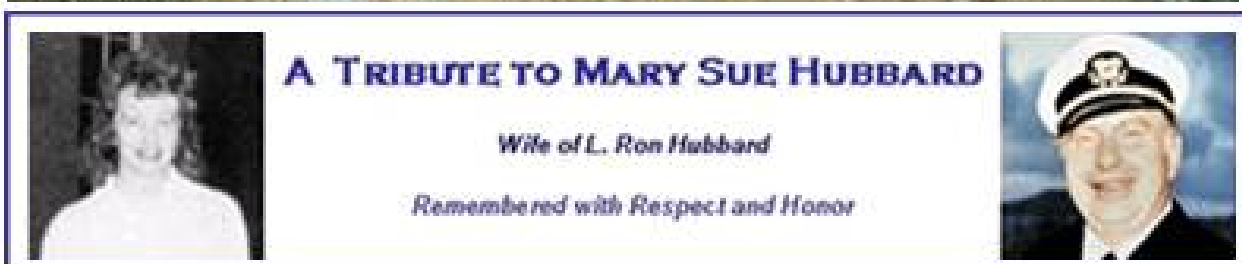 A TRIBUTE TO MARY SUE HUBBARD
Wife of L. Ron Hubbard
Remembered with Respect and Honor